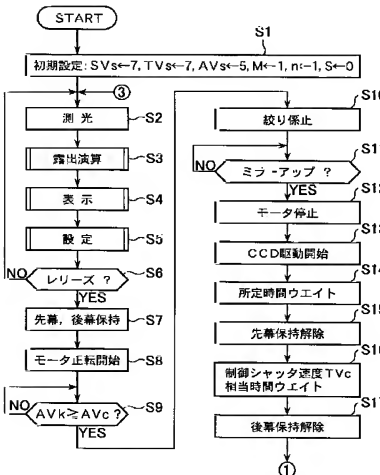 START
S1
初期設定: SVs←7, TVs←7, AVs←5, M←1, n←1, S←0
③
測光 S2
露出演算 S3
表示 S4
設定 S5
NO レリーズ ? S6
YES
先幕, 後幕保持 S7
モータ正転開始 S8
NO AVk≧AVc ? S9
YES
S10
絞り係止
S11
NO ミラーアップ ?
YES
S12
モータ停止
S13
CCD駆動開始
S14
所定時間ウエイト
S15
先幕保持解除
S16
制御シャッタ速度TVc
相当時間ウエイト
S17
後幕保持解除
①